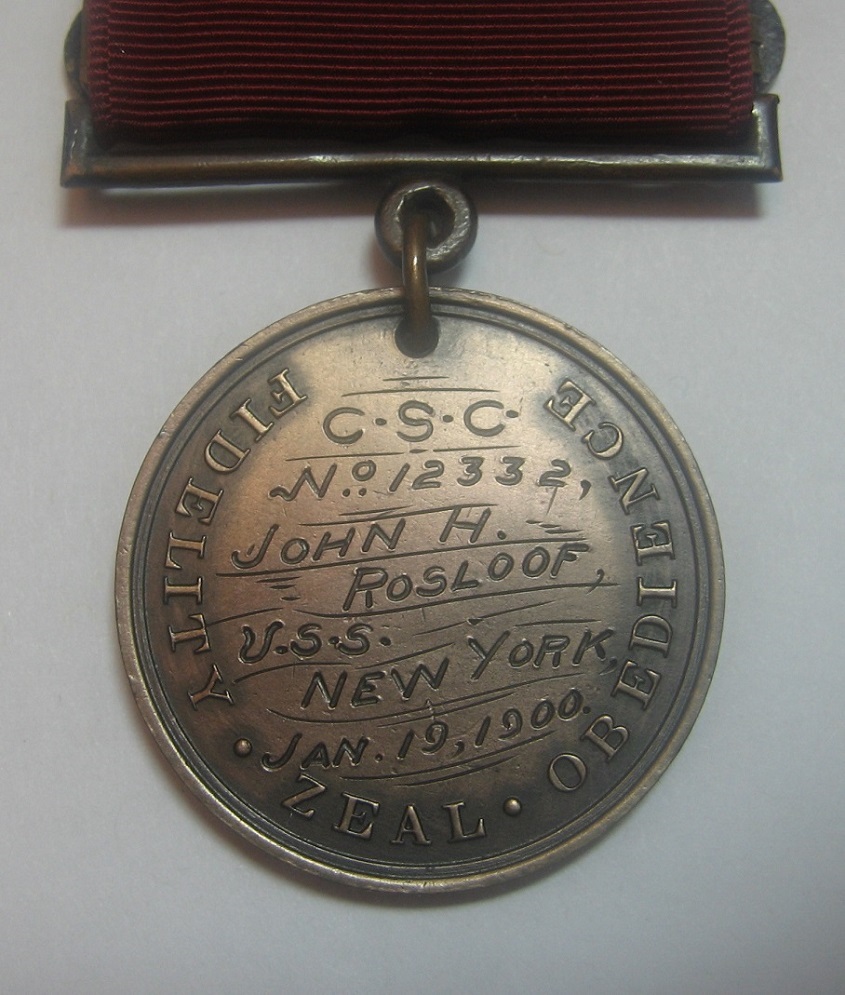 C·S·C·
No. 12332,
JOHN H.
ROSLOOF,
U.S.S.
NEW YORK,
JAN. 19, 1900.
FIDELITY · ZEAL · OBEDIENCE